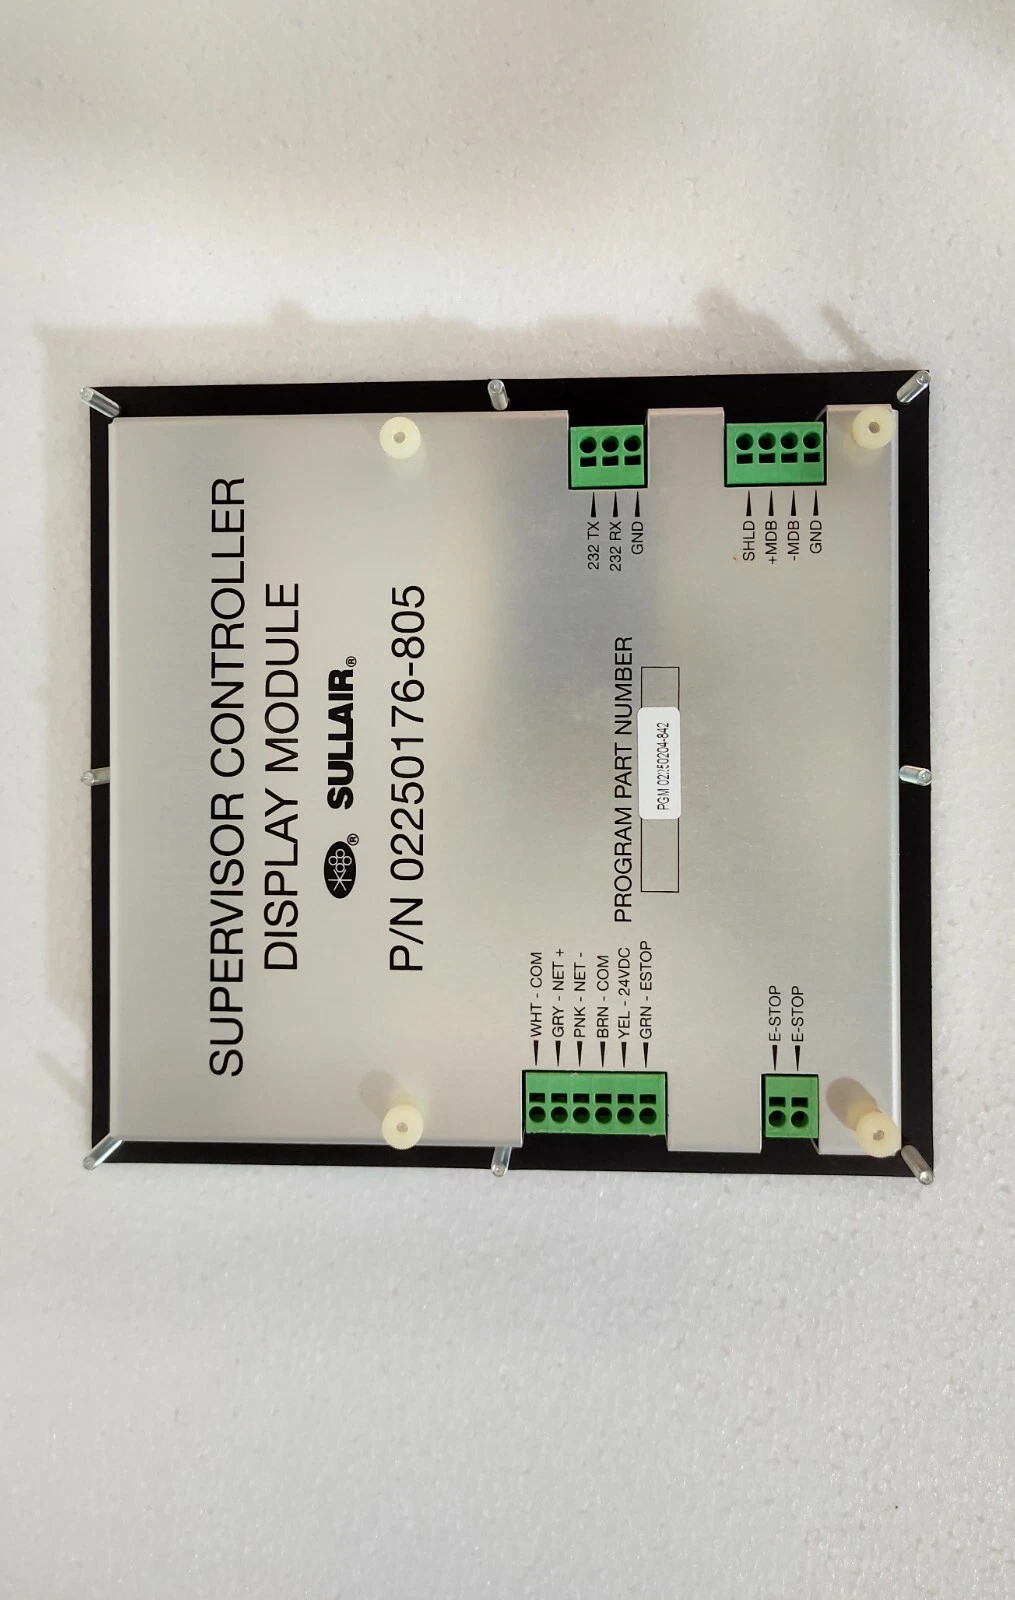 SUPERVISOR CONTROLLER
DISPLAY MODULE
® SULLAIR®
P/N 02250176-805
WHT - COM
GRY - NET +
PNK - NET -
BRN - COM
YEL - 24VDC
GRN - ESTOP
232 TX
232 RX
GND
PROGRAM PART NUMBER
PGM 02250204-842
E-STOP
E-STOP
SHLD
+MDB
-MDB
GND